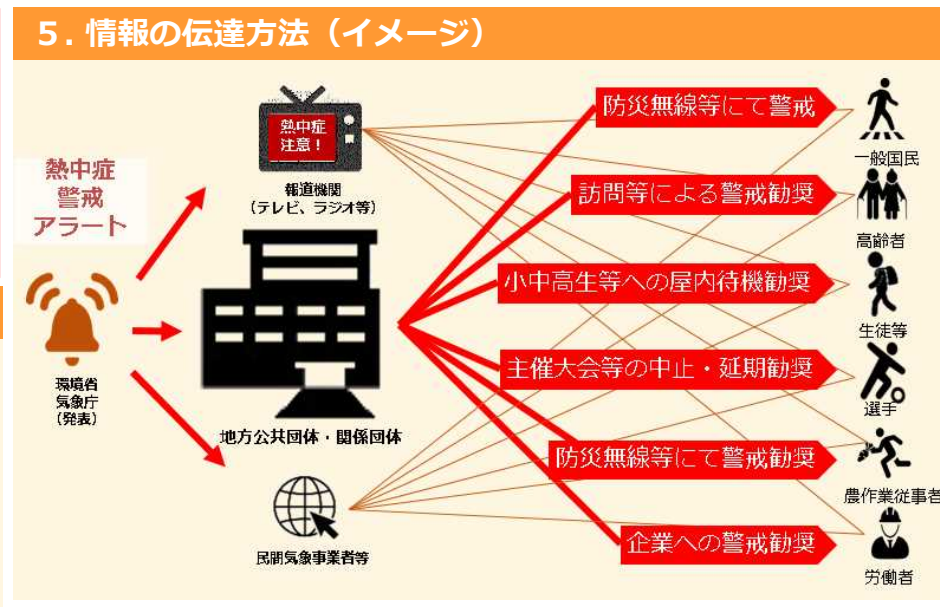 5．情報の伝達方法（イメージ）
熱中症
警戒
アラート
環境省
気象庁
(発表)
熱中症
注意！
報道機関
(テレビ、ラジオ等)
地方公共団体・関係団体
民間気象事業者等
防災無線等にて警戒
訪問等による警戒勧奨
小中高生等への屋内待機勧奨
主催大会等の中止・延期勧奨
防災無線等にて警戒勧奨
企業への警戒勧奨
一般国民
高齢者
生徒等
選手
農作業従事者
労働者